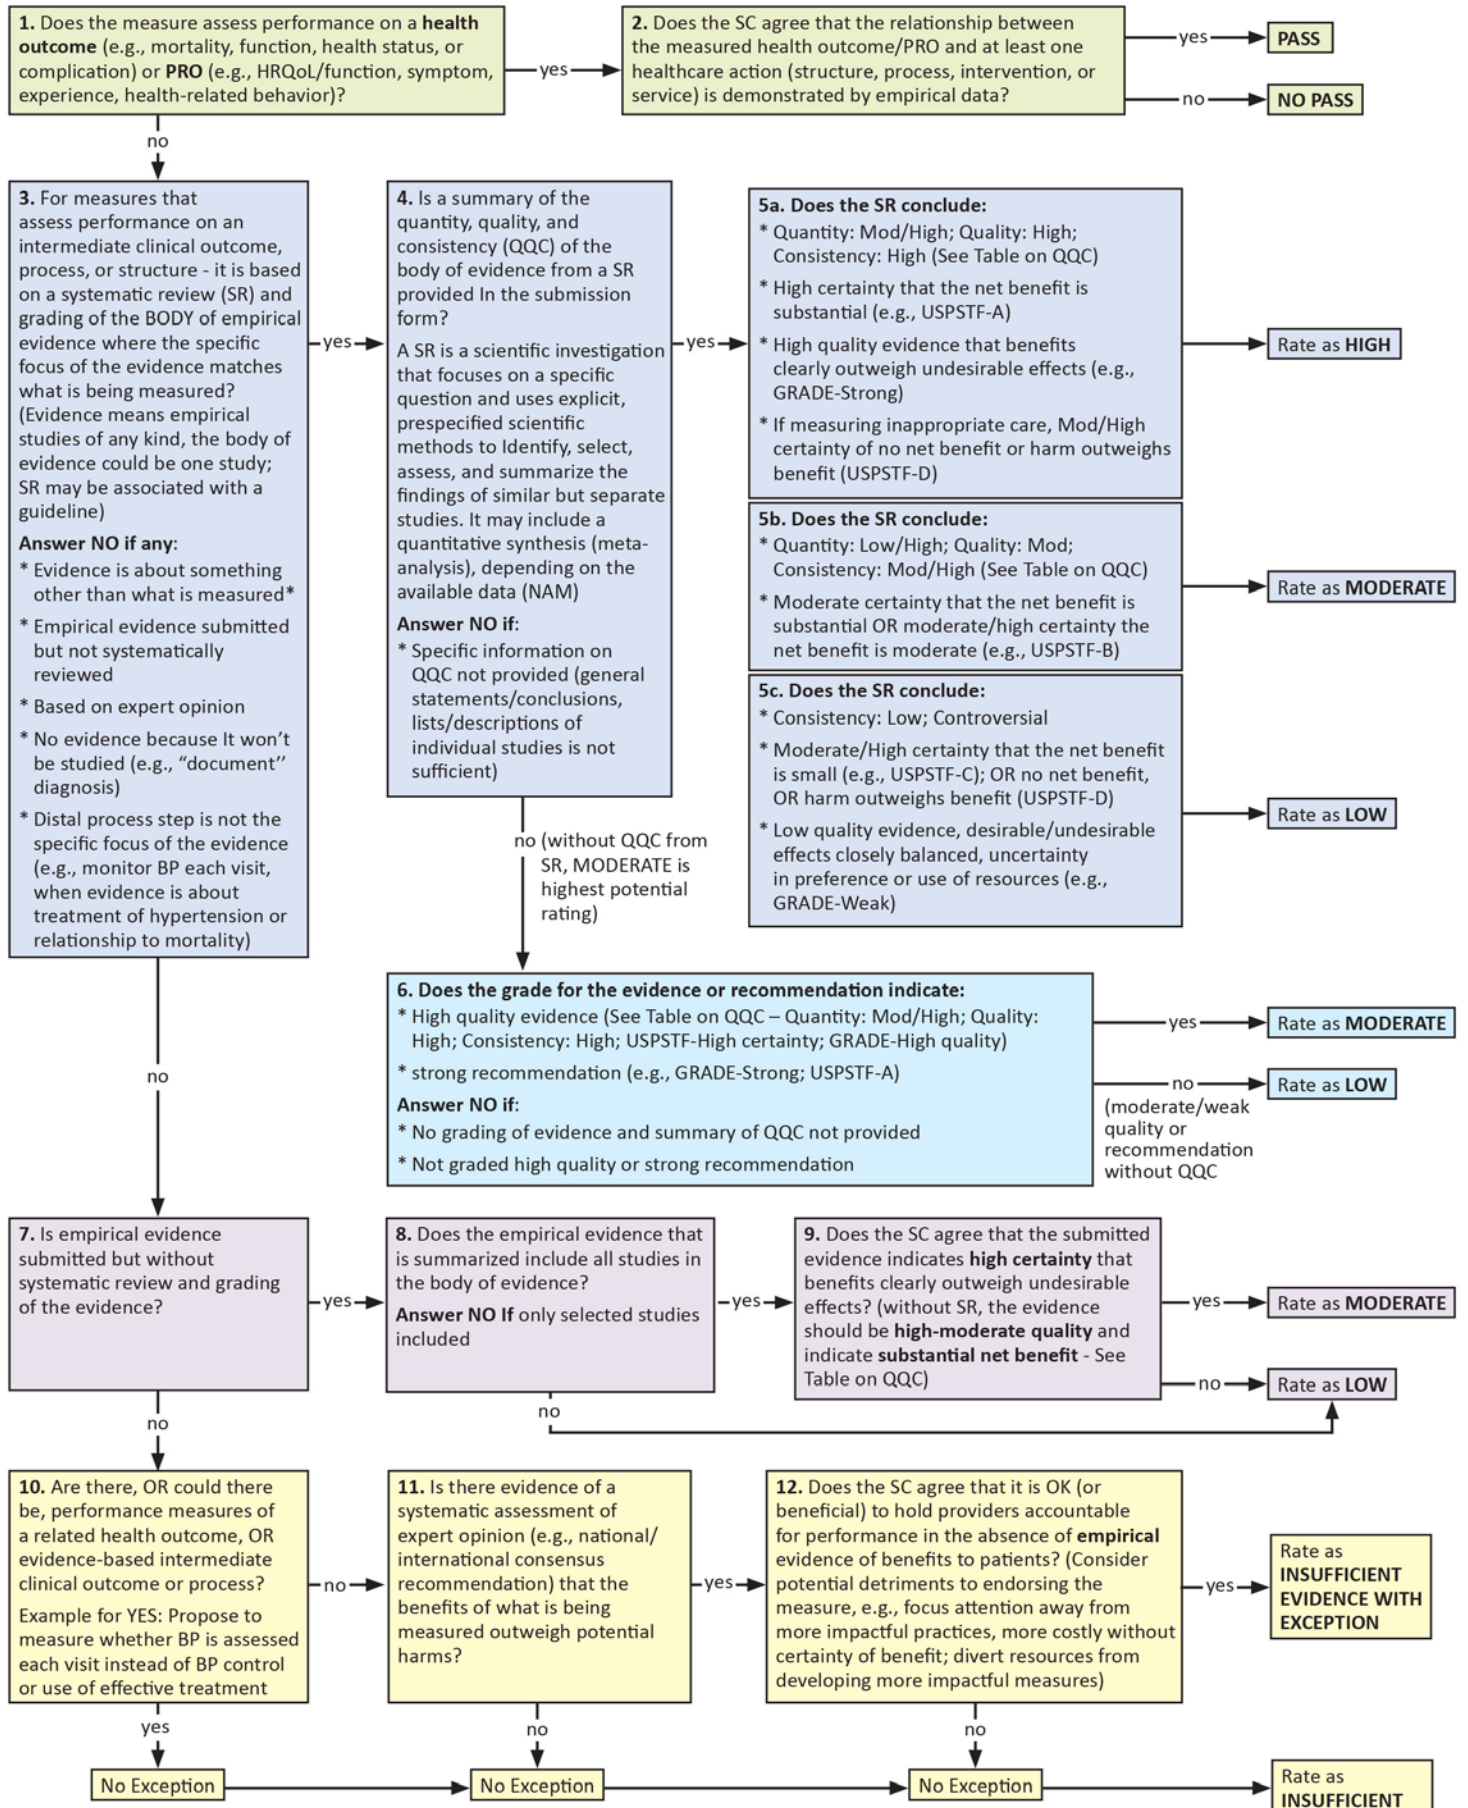 1. Does the measure assess performance on a health
outcome (e.g., mortality, function, health status, or
complication) or PRO (e.g., HRQoL/function, symptom,
experience, health-related behavior)?
yes
2. Does the SC agree that the relationship between
the measured health outcome/PRO and at least one
healthcare action (structure, process, intervention, or
service) is demonstrated by empirical data?
yes
PASS
no
NO PASS
no
3. For measures that
assess performance on an
intermediate clinical outcome,
process, or structure - it is based
on a systematic review (SR) and
grading of the BODY of empirical
evidence where the specific
focus of the evidence matches
what is being measured?
(Evidence means empirical
studies of any kind, the body of
evidence could be one study;
SR may be associated with a
guideline)
Answer NO if any:
* Evidence is about something
other than what is measured*
* Empirical evidence submitted
but not systematically
reviewed
* Based on expert opinion
* No evidence because It won't
be studied (e.g., “document’’
diagnosis)
* Distal process step is not the
specific focus of the evidence
(e.g., monitor BP each visit,
when evidence is about
treatment of hypertension or
relationship to mortality)
yes
4. Is a summary of the
quantity, quality, and
consistency (QQC) of the
body of evidence from a SR
provided In the submission
form?
A SR is a scientific investigation
that focuses on a specific
question and uses explicit,
prespecified scientific
methods to Identify, select,
assess, and summarize the
findings of similar but separate
studies. It may include a
quantitative synthesis (meta-
analysis), depending on the
available data (NAM)
Answer NO if:
* Specific information on
QQC not provided (general
statements/conclusions,
lists/descriptions of
individual studies is not
sufficient)
yes
5a. Does the SR conclude:
* Quantity: Mod/High; Quality: High;
Consistency: High (See Table on QQC)
* High certainty that the net benefit is
substantial (e.g., USPSTF-A)
* High quality evidence that benefits
clearly outweigh undesirable effects (e.g.,
GRADE-Strong)
* If measuring inappropriate care, Mod/High
certainty of no net benefit or harm outweighs
benefit (USPSTF-D)
Rate as HIGH
5b. Does the SR conclude:
* Quantity: Low/High; Quality: Mod;
Consistency: Mod/High (See Table on QQC)
* Moderate certainty that the net benefit is
substantial OR moderate/high certainty the
net benefit is moderate (e.g., USPSTF-B)
Rate as MODERATE
5c. Does the SR conclude:
* Consistency: Low; Controversial
* Moderate/High certainty that the net benefit
is small (e.g., USPSTF-C); OR no net benefit,
OR harm outweighs benefit (USPSTF-D)
* Low quality evidence, desirable/undesirable
effects closely balanced, uncertainty
in preference or use of resources (e.g.,
GRADE-Weak)
Rate as LOW
no (without QQC from
SR, MODERATE is
highest potential
rating)
6. Does the grade for the evidence or recommendation indicate:
* High quality evidence (See Table on QQC – Quantity: Mod/High; Quality:
High; Consistency: High; USPSTF-High certainty; GRADE-High quality)
* strong recommendation (e.g., GRADE-Strong; USPSTF-A)
Answer NO if:
* No grading of evidence and summary of QQC not provided
* Not graded high quality or strong recommendation
yes
Rate as MODERATE
no
Rate as LOW
(moderate/weak
quality or
recommendation
without QQC
no
7. Is empirical evidence
submitted but without
systematic review and grading
of the evidence?
yes
8. Does the empirical evidence that
is summarized include all studies in
the body of evidence?
Answer NO If only selected studies
included
yes
9. Does the SC agree that the submitted
evidence indicates high certainty that
benefits clearly outweigh undesirable
effects? (without SR, the evidence
should be high-moderate quality and
indicate substantial net benefit - See
Table on QQC)
yes
Rate as MODERATE
no
Rate as LOW
no
no
10. Are there, OR could there
be, performance measures of
a related health outcome, OR
evidence-based intermediate
clinical outcome or process?
Example for YES: Propose to
measure whether BP is assessed
each visit instead of BP control
or use of effective treatment
no
11. Is there evidence of a
systematic assessment of
expert opinion (e.g., national/
international consensus
recommendation) that the
benefits of what is being
measured outweigh potential
harms?
yes
12. Does the SC agree that it is OK (or
beneficial) to hold providers accountable
for performance in the absence of empirical
evidence of benefits to patients? (Consider
potential detriments to endorsing the
measure, e.g., focus attention away from
more impactful practices, more costly without
certainty of benefit; divert resources from
developing more impactful measures)
yes
Rate as
INSUFFICIENT
EVIDENCE WITH
EXCEPTION
yes
no
no
No Exception
No Exception
No Exception
Rate as
INSUFFICIENT